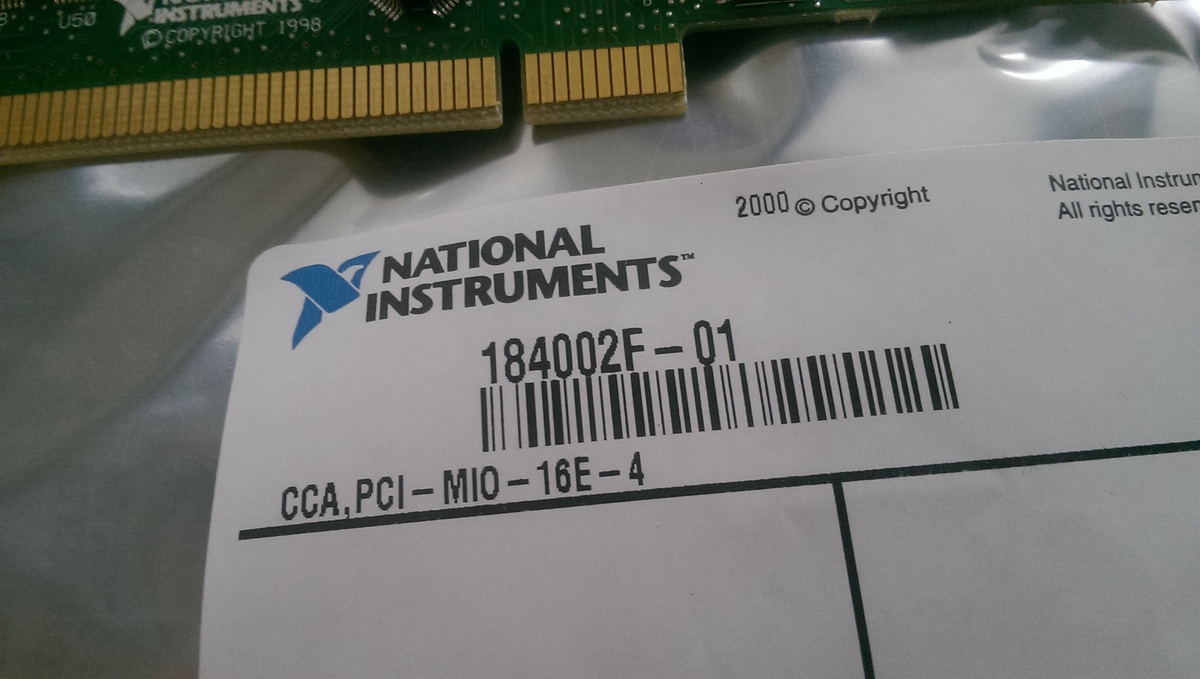 U50
INSTRUMENTS
© COPYRIGHT 1998
2000 © Copyright
National Instrum
All rights reser
NATIONAL
INSTRUMENTS™
184002F-01
CCA,PCI-MIO-16E-4